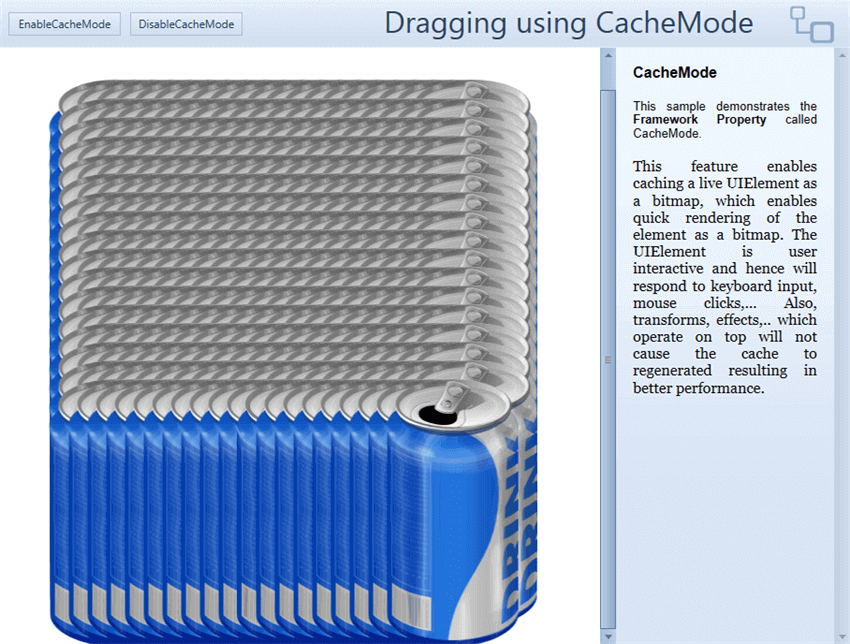 EnableCacheMode DisableCacheMode Dragging using CacheMode
CacheMode
This sample demonstrates the
Framework Property called
CacheMode.
This feature enables
caching a live UIElement as
a bitmap, which enables
quick rendering of the
element as a bitmap. The
UIElement is user
interactive and hence will
respond to keyboard input,
mouse clicks,... Also,
transforms, effects,.. which
operate on top will not
cause the cache to
regenerated resulting in
better performance.
DRINK
DRINK